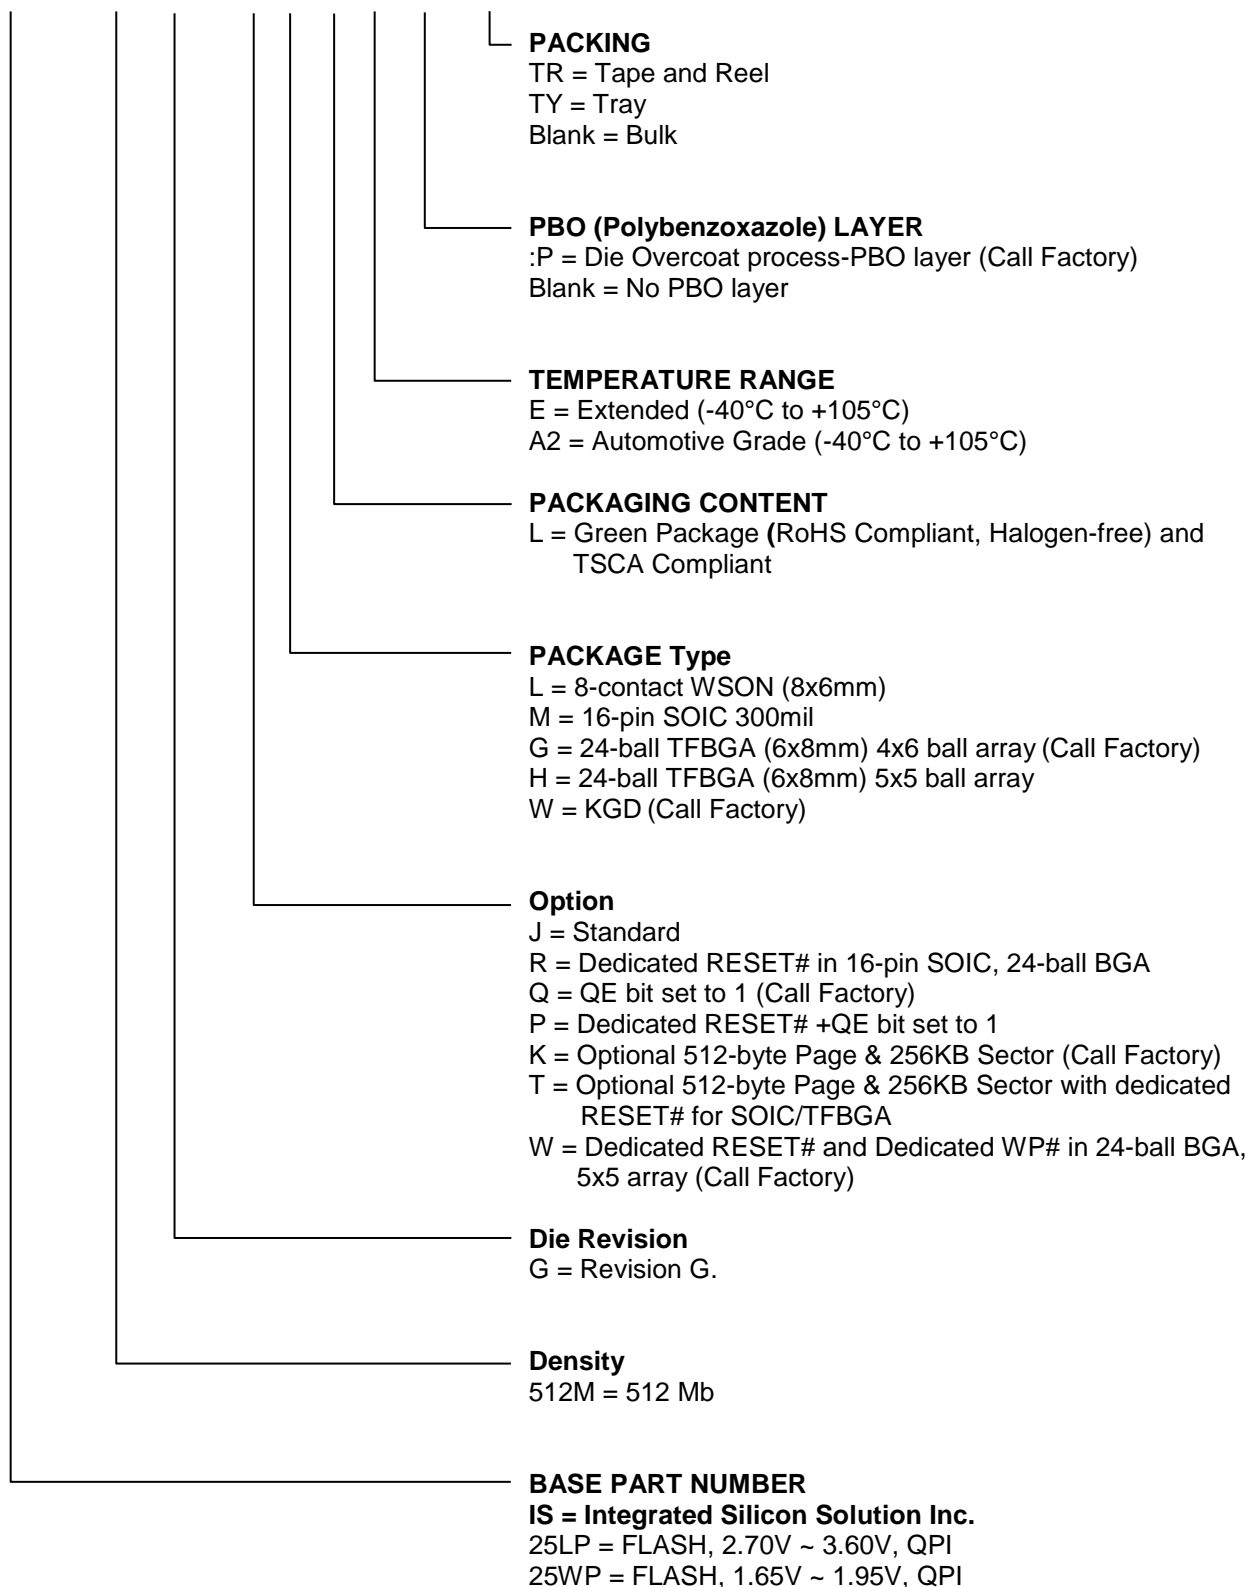 PACKING
TR = Tape and Reel
TY = Tray
Blank = Bulk
PBO (Polybenzoxazole) LAYER
:P = Die Overcoat process-PBO layer (Call Factory)
Blank = No PBO layer
TEMPERATURE RANGE
E = Extended (-40°C to +105°C)
A2 = Automotive Grade (-40°C to +105°C)
PACKAGING CONTENT
L = Green Package (RoHS Compliant, Halogen-free) and
TSCA Compliant
PACKAGE Type
L = 8-contact WSON (8x6mm)
M = 16-pin SOIC 300mil
G = 24-ball TFBGA (6x8mm) 4x6 ball array (Call Factory)
H = 24-ball TFBGA (6x8mm) 5x5 ball array
W = KGD (Call Factory)
Option
J = Standard
R = Dedicated RESET# in 16-pin SOIC, 24-ball BGA
Q = QE bit set to 1 (Call Factory)
P = Dedicated RESET# +QE bit set to 1
K = Optional 512-byte Page & 256KB Sector (Call Factory)
T = Optional 512-byte Page & 256KB Sector with dedicated
RESET# for SOIC/TFBGA
W = Dedicated RESET# and Dedicated WP# in 24-ball BGA,
5x5 array (Call Factory)
Die Revision
G = Revision G.
Density
512M = 512 Mb
BASE PART NUMBER
IS = Integrated Silicon Solution Inc.
25LP = FLASH, 2.70V ~ 3.60V, QPI
25WP = FLASH, 1.65V ~ 1.95V, QPI